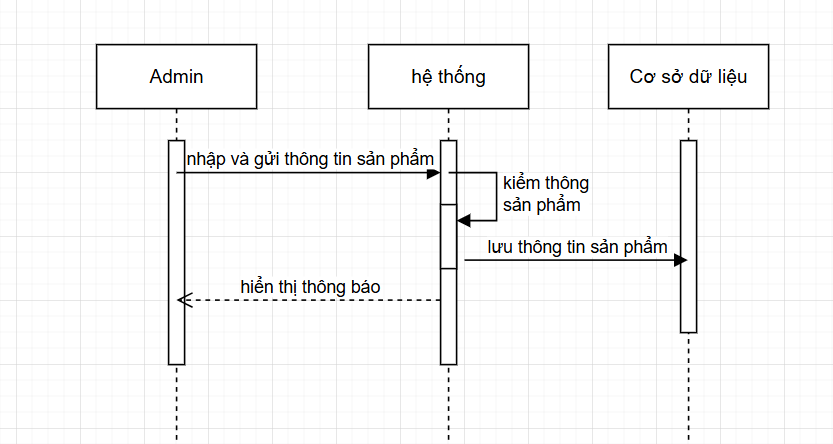 Admin
hệ thống
Cơ sở dữ liệu
nhập và gửi thông tin sản phẩm
kiểm thông
sản phẩm
lưu thông tin sản phẩm
hiển thị thông báo